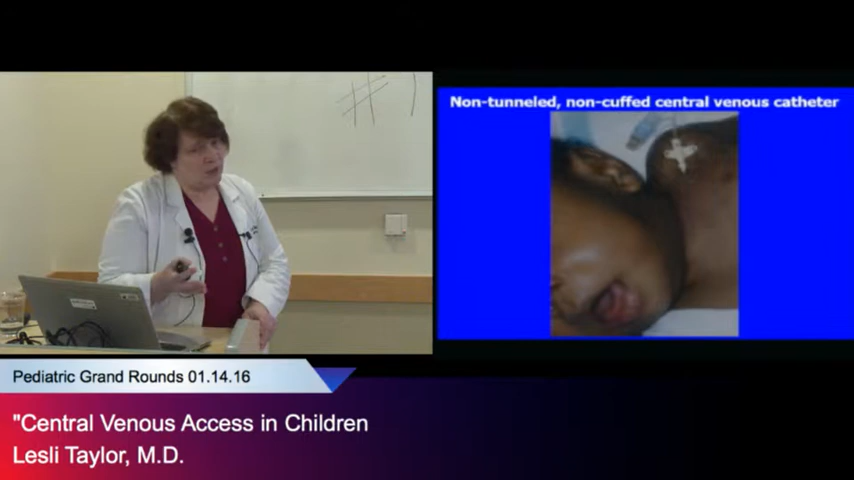 Non-tunneled, non-cuffed central venous catheter
Pediatric Grand Rounds 01.14.16
"Central Venous Access in Children
Lesli Taylor, M.D.